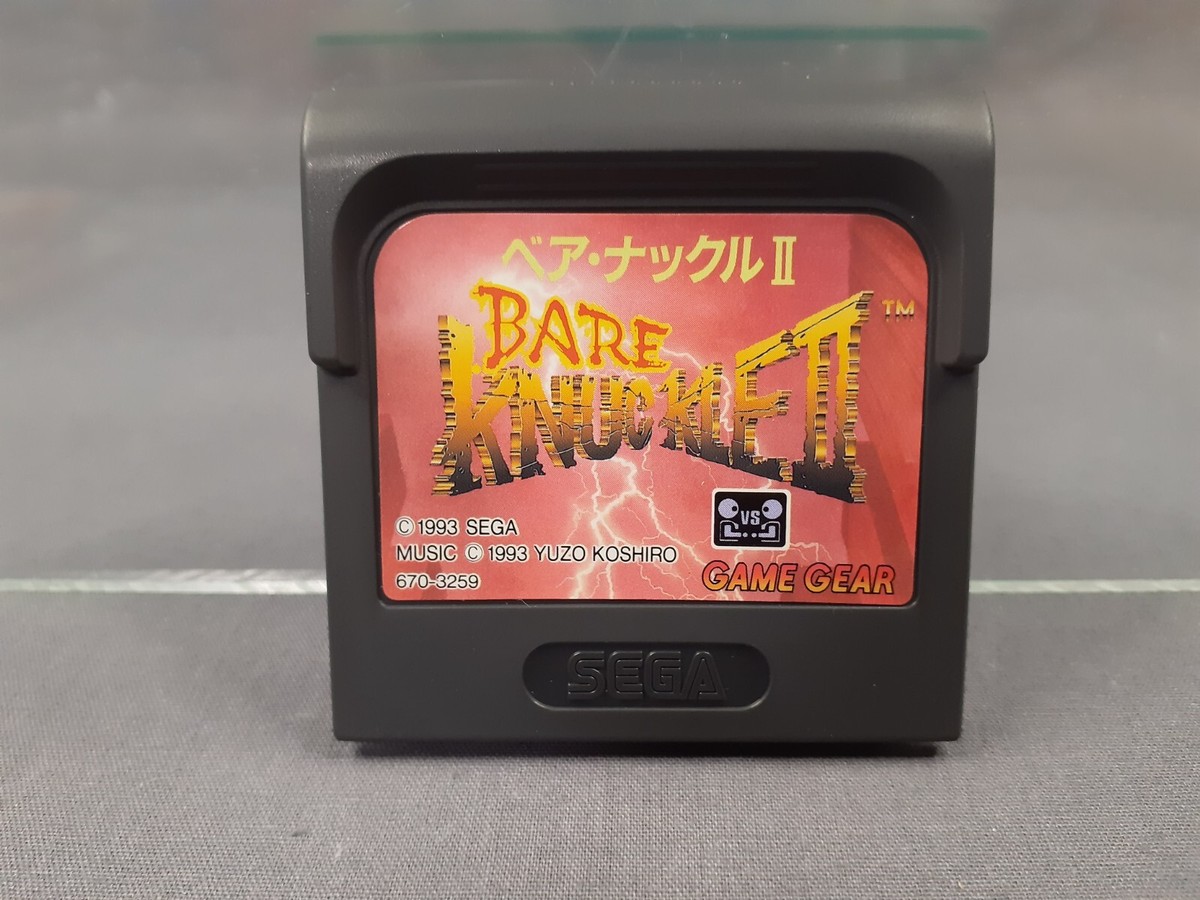 ベア・ナックルⅡ
BARE
KNUCKLE II
TM
VS
© 1993 SEGA
MUSIC © 1993 YUZO KOSHIRO
670-3259
GAME GEAR
SEGA